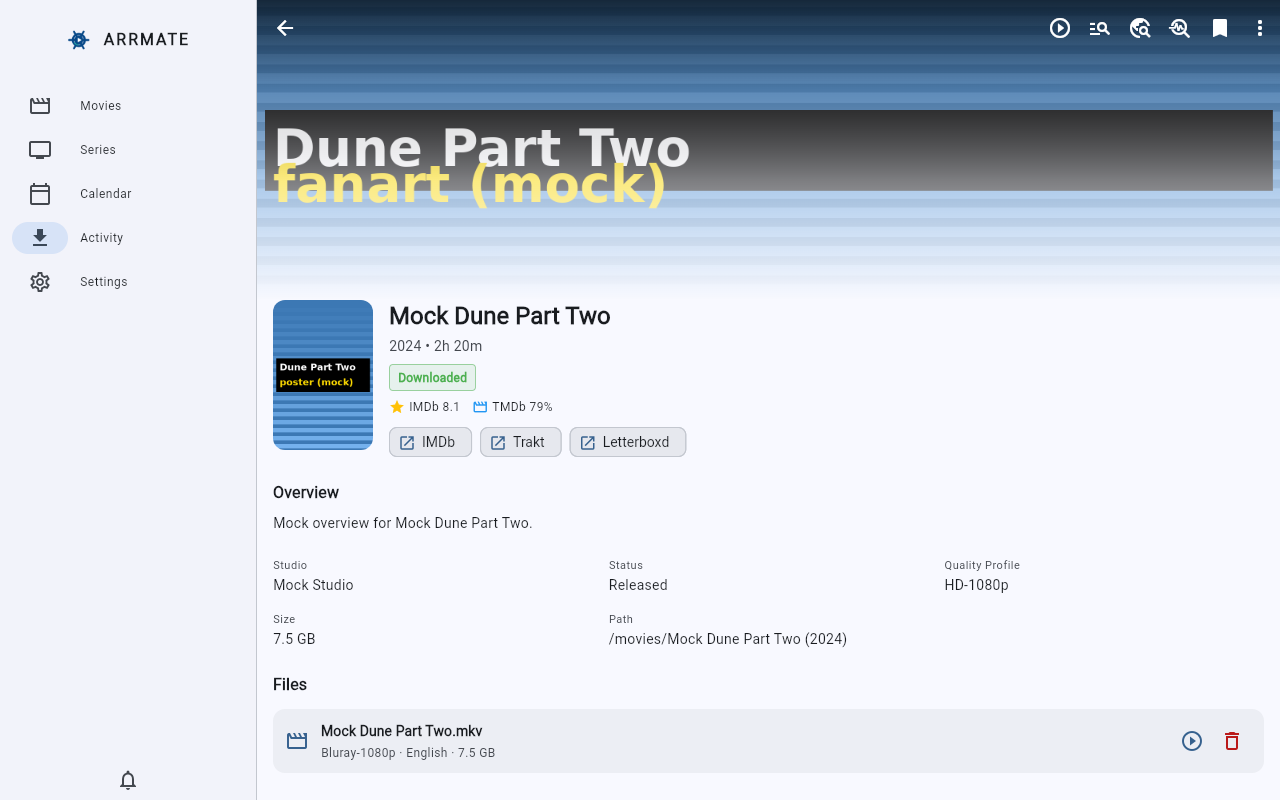 ARRMATE
Movies
Series
Calendar
Activity
Settings
Dune Part Two
fanart (mock)
Dune Part Two
poster (mock)
Mock Dune Part Two
2024 • 2h 20m
Downloaded
IMDb 8.1 TMDb 79%
IMDb Trakt Letterboxd
Overview
Mock overview for Mock Dune Part Two.
Studio Status Quality Profile
Mock Studio Released HD-1080p
Size Path
7.5 GB /movies/Mock Dune Part Two (2024)
Files
Mock Dune Part Two.mkv
Bluray-1080p · English · 7.5 GB